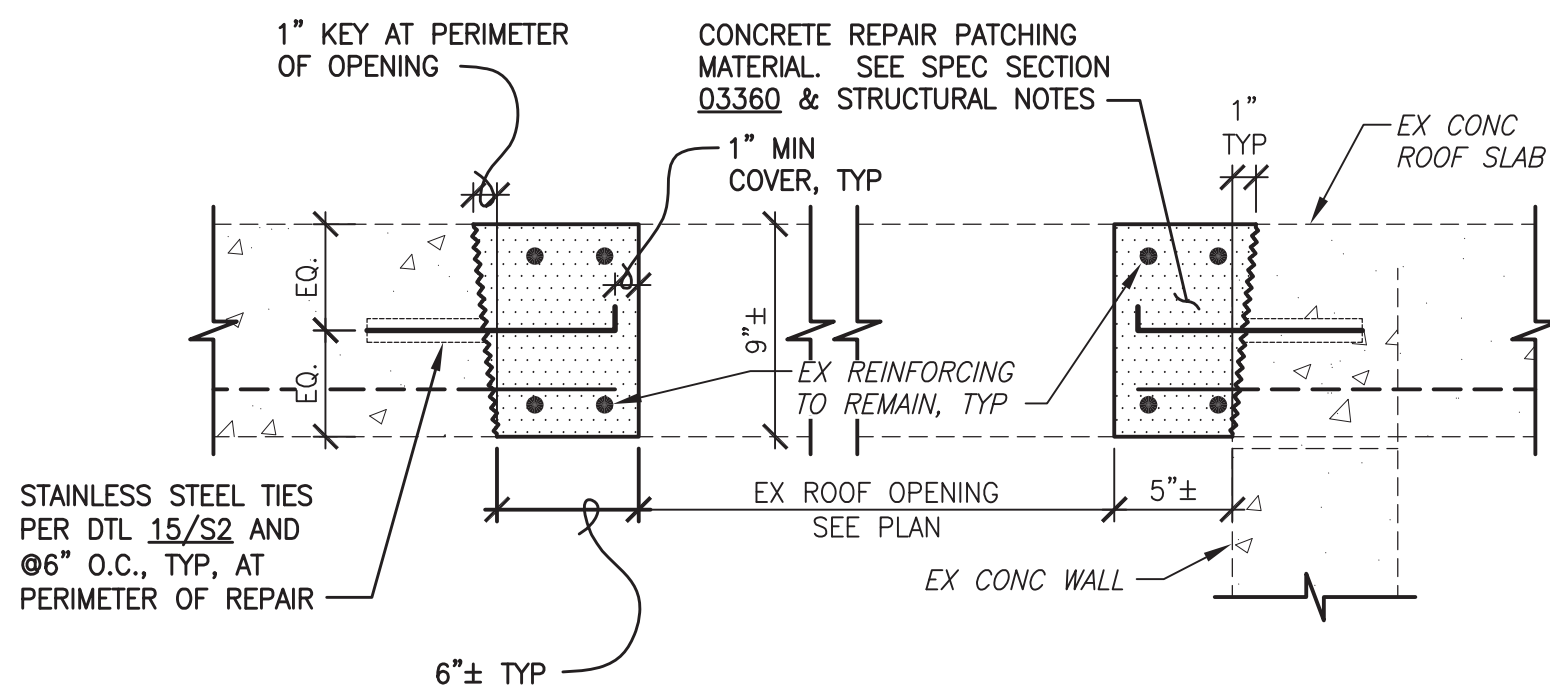 1" KEY AT PERIMETER
OF OPENING
CONCRETE REPAIR PATCHING
MATERIAL. SEE SPEC SECTION
03360 & STRUCTURAL NOTES
1" MIN
COVER, TYP
1"
TYP
EX CONC
ROOF SLAB
EQ.
EQ.
9"±
EX REINFORCING
TO REMAIN, TYP
STAINLESS STEEL TIES
PER DTL 15/S2 AND
@6" O.C., TYP, AT
PERIMETER OF REPAIR
EX ROOF OPENING
SEE PLAN
5"±
EX CONC WALL
6"± TYP